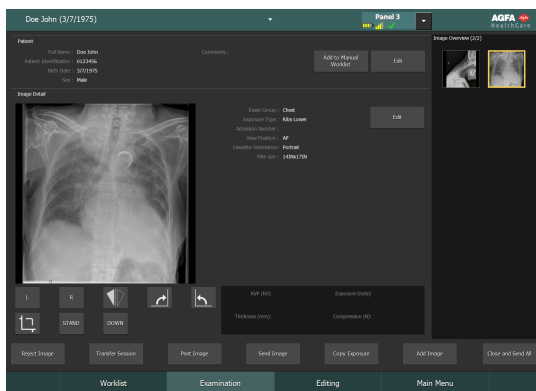 Doe John (3/7/1975)
Panel 3
AGFA
HealthCare
Patient
Full Name : Doe John
Patient Identification : 0123456
Birth Date : 3/7/1975
Sex : Male
Comments :
Add to Manual
Worklist
Edit
Image Overview (2/2)
Image Detail
Exam Group : Chest
Exposure Type : Ribs Lower
Accession Number :
View Position : AP
Cassette Orientation : Portrait
Film size : 14INx17IN
Edit
L
R
STAND
DOWN
KVP (kV):
Exposure (mAs):
Thickness (mm):
Compression (N):
Reject Image
Transfer Session
Print Image
Send Image
Copy Exposure
Add Image
Close and Send All
Worklist
Examination
Editing
Main Menu